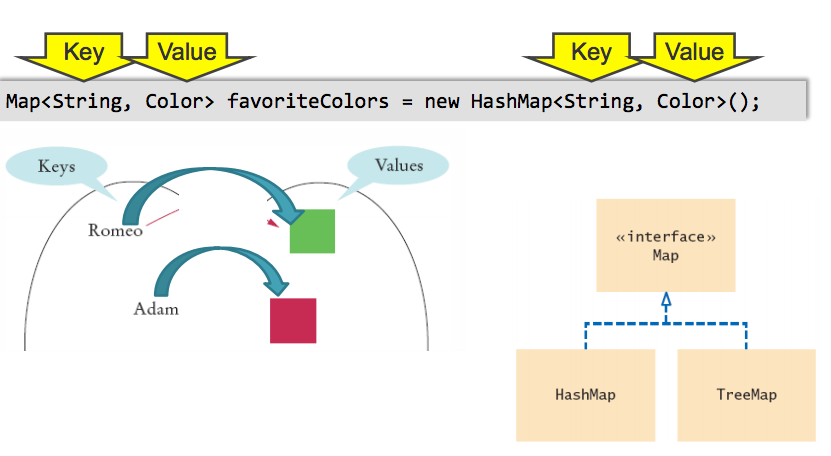 Key Value Key Value
Map<String, Color> favoriteColors = new HashMap<String, Color>();
Keys
Values
Romeo
Adam
«interface»
Map
HashMap
TreeMap